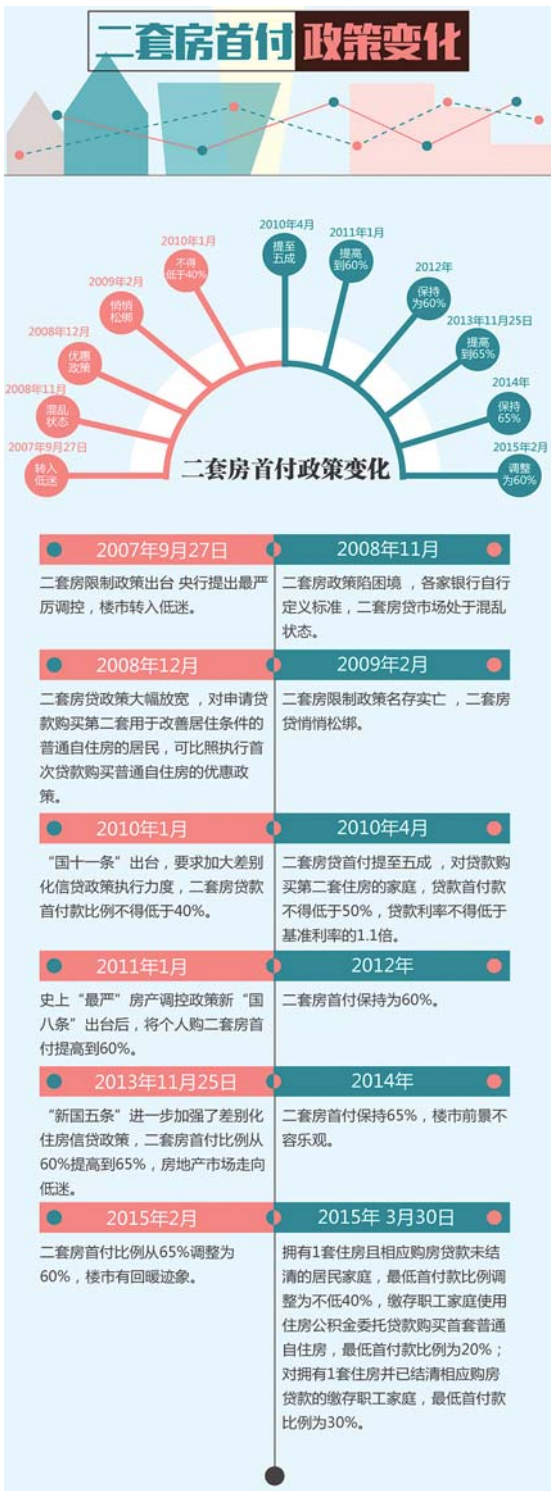 二套房首付政策变化
2010年4月
提至
五成
2010年1月
不得
低于40%
2011年1月
提高
到60%
2009年2月
悄悄
松绑
2012年
保持
为60%
2008年12月
优惠
政策
2013年11月25日
提高
到65%
2008年11月
混乱
状态
2014年
保持
65%
2007年9月27日
转入
低迷
2015年2月
调整
为60%
二套房首付政策变化
2007年9月27日
二套房限制政策出台 央行提出最严
厉调控，楼市转入低迷。
2008年11月
二套房政策陷困境 ，各家银行自行
定义标准，二套房贷市场处于混乱
状态。
2008年12月
二套房贷政策大幅放宽 ，对申请贷
款购买第二套用于改善居住条件的
普通自住房的居民，可比照执行首
次贷款购买普通自住房的优惠政
策。
2009年2月
二套房限制政策名存实亡 ，二套房
贷悄悄松绑。
2010年1月
“国十一条”出台，要求加大差别
化信贷政策执行力度，二套房贷款
首付款比例不得低于40%。
2010年4月
二套房贷首付提至五成 ，对贷款购
买第二套住房的家庭，贷款首付款
不得低于50%，贷款利率不得低于
基准利率的1.1倍。
2011年1月
史上“最严”房产调控政策新“国
八条”出台后，将个人购二套房首
付提高到60%。
2012年
二套房首付保持为60%。
2013年11月25日
“新国五条”进一步加强了差别化
住房信贷政策，二套房首付比例从
60%提高到65%，房地产市场走向
低迷。
2014年
二套房首付保持65%，楼市前景不
容乐观。
2015年2月
二套房首付比例从65%调整为
60%，楼市有回暖迹象。
2015年 3月30日
拥有1套住房且相应购房贷款未结
清的居民家庭，最低首付款比例调
整为不低40%，缴存职工家庭使用
住房公积金委托贷款购买首套普通
自住房，最低首付款比例为20%；
对拥有1套住房并已结清相应购房
贷款的缴存职工家庭，最低首付款
比例为30%。